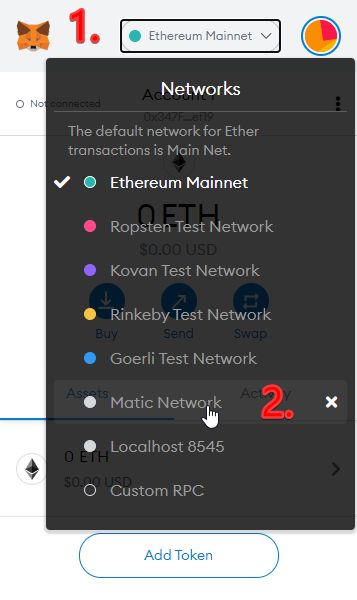 1.
Ethereum Mainnet
Networks
Not connected
Account 1
0x347F...ef19
The default network for Ether
transactions is Main Net.
Ethereum Mainnet
0 ETH
Ropsten Test Network
$0.00 USD
Kovan Test Network
Rinkeby Test Network
Buy
Send
Swap
Goerli Test Network
Assets
Activity
Matic Network
2.
Localhost 8545
0 ETH
$0.00 USD
Custom RPC
Add Token